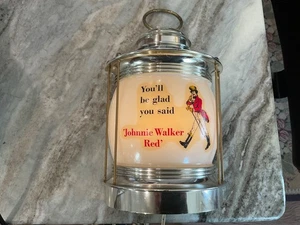 You'll
be glad
you said
'Johnnie Walker
Red'